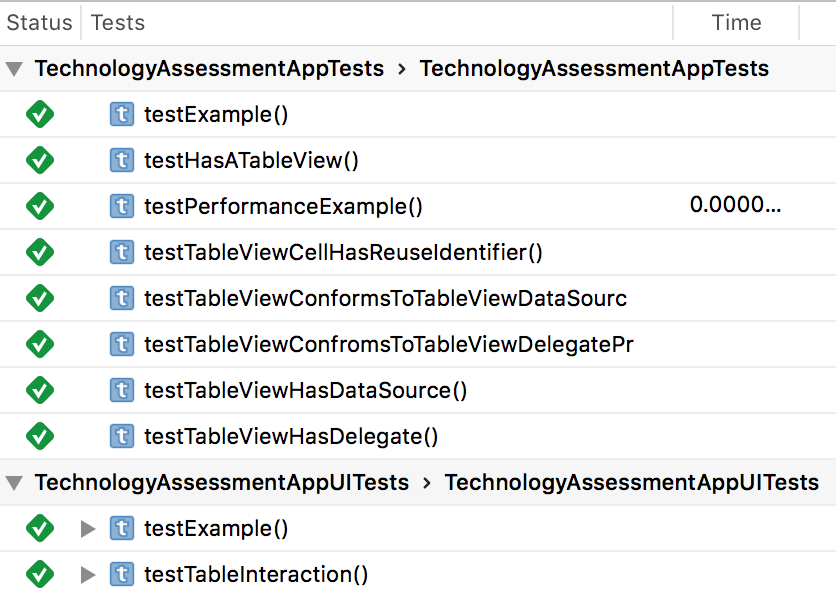 Status Tests Time
TechnologyAssessmentAppTests › TechnologyAssessmentAppTests
t testExample()
t testHasATableView()
t testPerformanceExample() 0.0000...
t testTableViewCellHasReuseIdentifier()
t testTableViewConformsToTableViewDataSourc
t testTableViewConfromsToTableViewDelegatePr
t testTableViewHasDataSource()
t testTableViewHasDelegate()
TechnologyAssessmentAppUITests › TechnologyAssessmentAppUITests
t testExample()
t testTableInteraction()